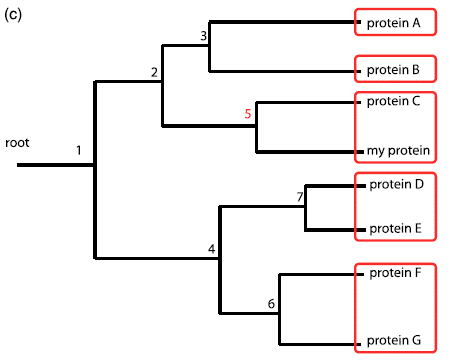 (c)
protein A
3
protein B
2
protein C
5
root
1
my protein
protein D
7
protein E
4
protein F
6
protein G